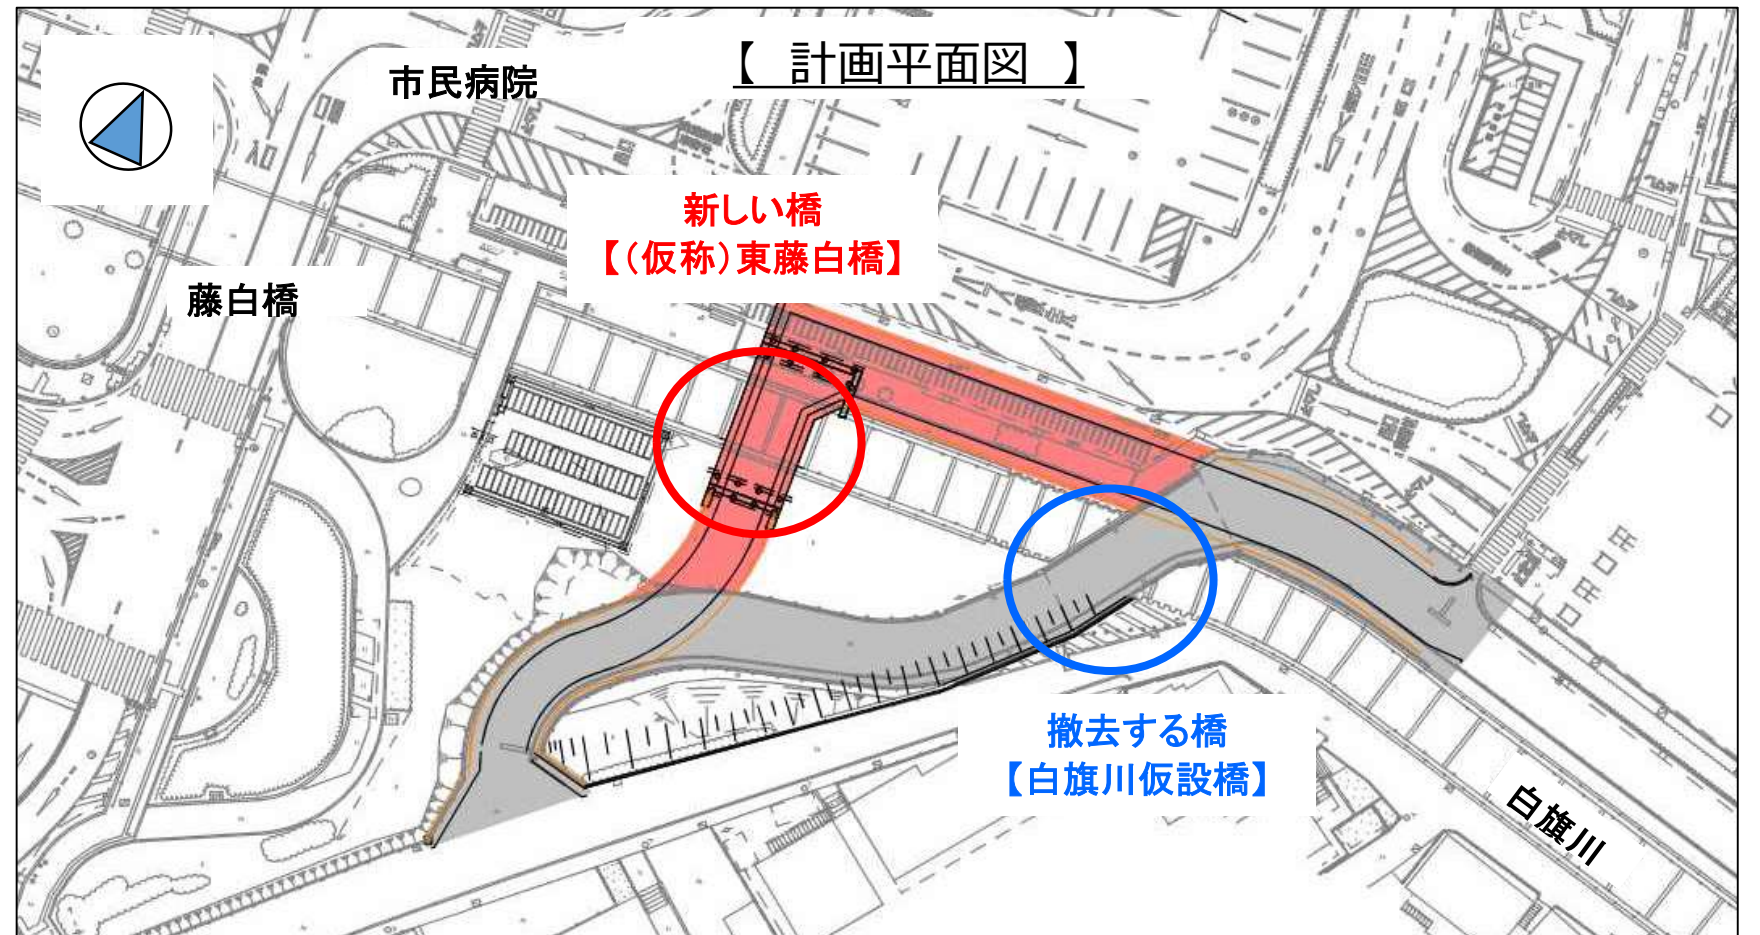 【 計画平面図 】
市民病院
新しい橋
【(仮称)東藤白橋】
藤白橋
撤去する橋
【白旗川仮設橋】
白旗川